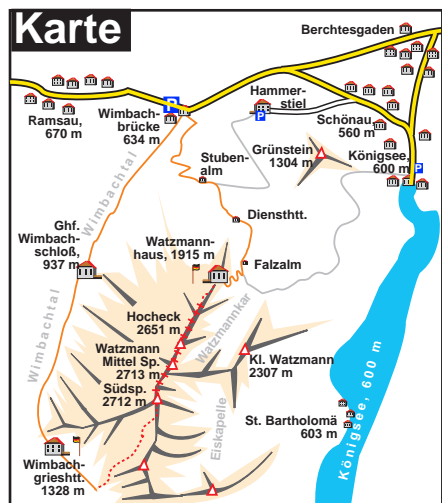 Karte
Berchtesgaden
Ramsau,
670 m
Wimbach-
brücke
634 m
P
Hammer-
stiel
P
Schönau,
560 m
Grünstein
1304 m
Königsee,
600 m
P
Stuben-
alm
Diensthtt.
Wimbachtal
Ghf.
Wimbach-
schloß,
937 m
Watzmann-
haus, 1915 m
Falzalm
Hocheck
2651 m
Watzmannkar
Watzmann
Mittel Sp.
2713 m
Südsp.
2712 m
Kl. Watzmann
2307 m
Wimbachtal
Eiskapelle
St. Bartholomä
603 m
Königsee, 600 m
Wimbach-
grieshtt.
1328 m